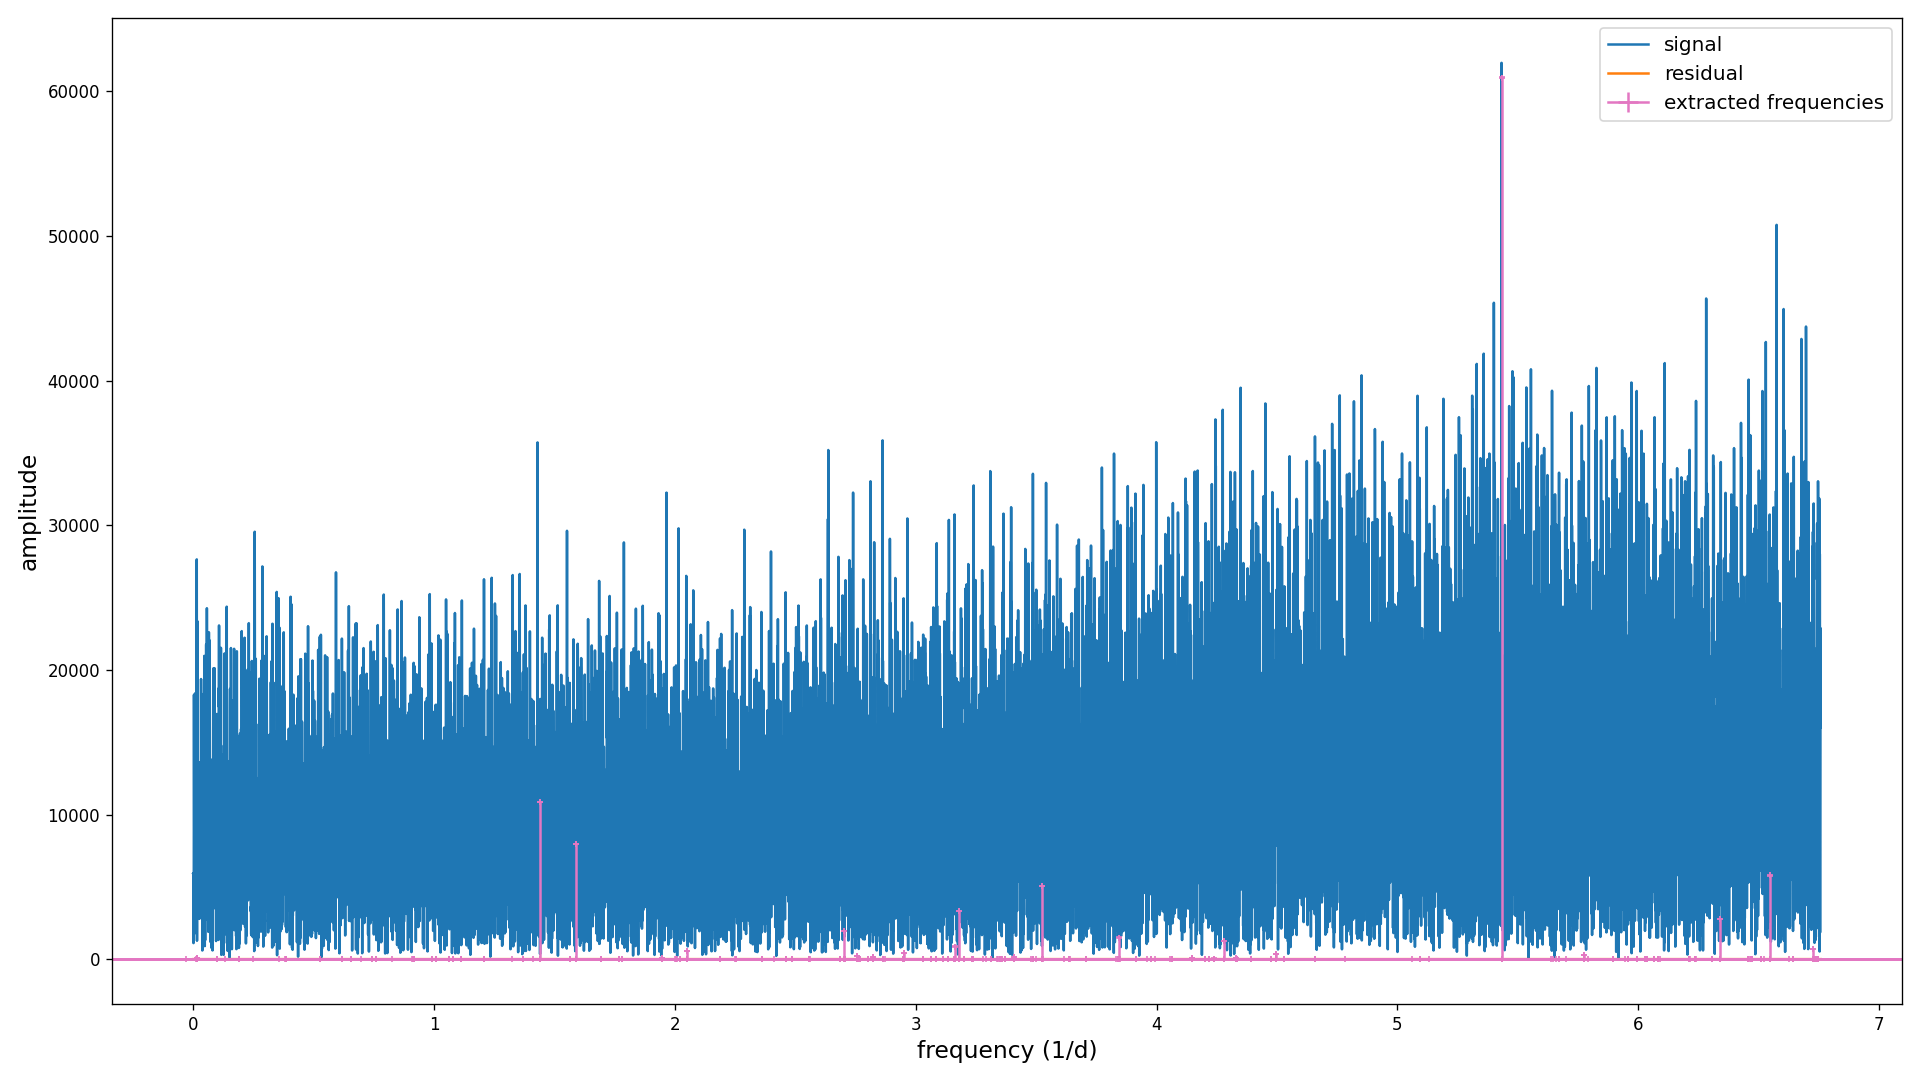 signal
residual
extracted frequencies
60000
50000
40000
30000
20000
10000
0
amplitude
0 1 2 3 4 5 6 7
frequency (1/d)